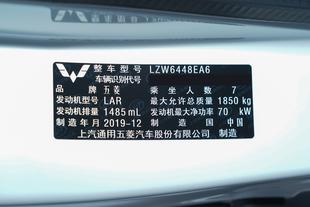 整车型号 LZW6448EA6
车辆识别代号
品牌 五菱 乘坐人数 7
发动机型号 LAR 最大允许总质量 1850 kg
发动机排量 1485 mL 发动机最大净功率 70 kW
制造年月 2019-12 制造国 中国
上汽通用五菱汽车股份有限公司 制造